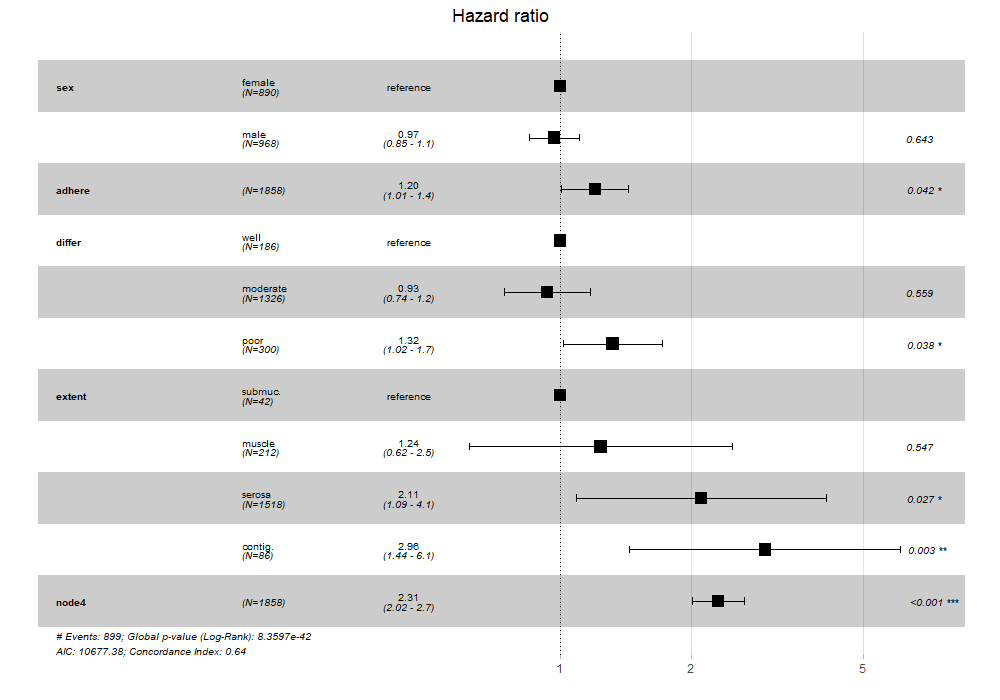 Hazard ratio
sex
female
(N=890)
reference
male
(N=968)
0.97
(0.85 - 1.1)
0.643
adhere
(N=1858)
1.20
(1.01 - 1.4)
0.042 *
differ
well
(N=186)
reference
moderate
(N=1326)
0.93
(0.74 - 1.2)
0.559
poor
(N=300)
1.32
(1.02 - 1.7)
0.038 *
extent
submuc.
(N=42)
reference
muscle
(N=212)
1.24
(0.62 - 2.5)
0.547
serosa
(N=1518)
2.11
(1.09 - 4.1)
0.027 *
contig.
(N=86)
2.96
(1.44 - 6.1)
0.003 **
node4
(N=1858)
2.31
(2.02 - 2.7)
<0.001 ***
# Events: 899; Global p-value (Log-Rank): 8.3597e-42
AIC: 10677.38; Concordance Index: 0.64
1 2 5